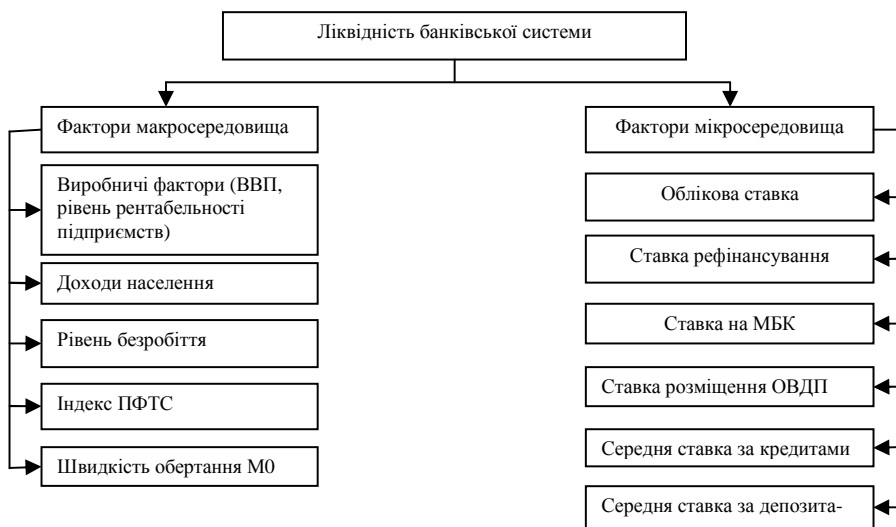 Ліквідність банківської системи
Фактори макросередовища
Виробничі фактори (ВВП,
рівень рентабельності
підприємств)
Доходи населення
Рівень безробіття
Індекс ПФТС
Швидкість обертання М0
Фактори мікросередовища
Облікова ставка
Ставка рефінансування
Ставка на МБК
Ставка розміщення ОВДП
Середня ставка за кредитами
Середня ставка за депозита-